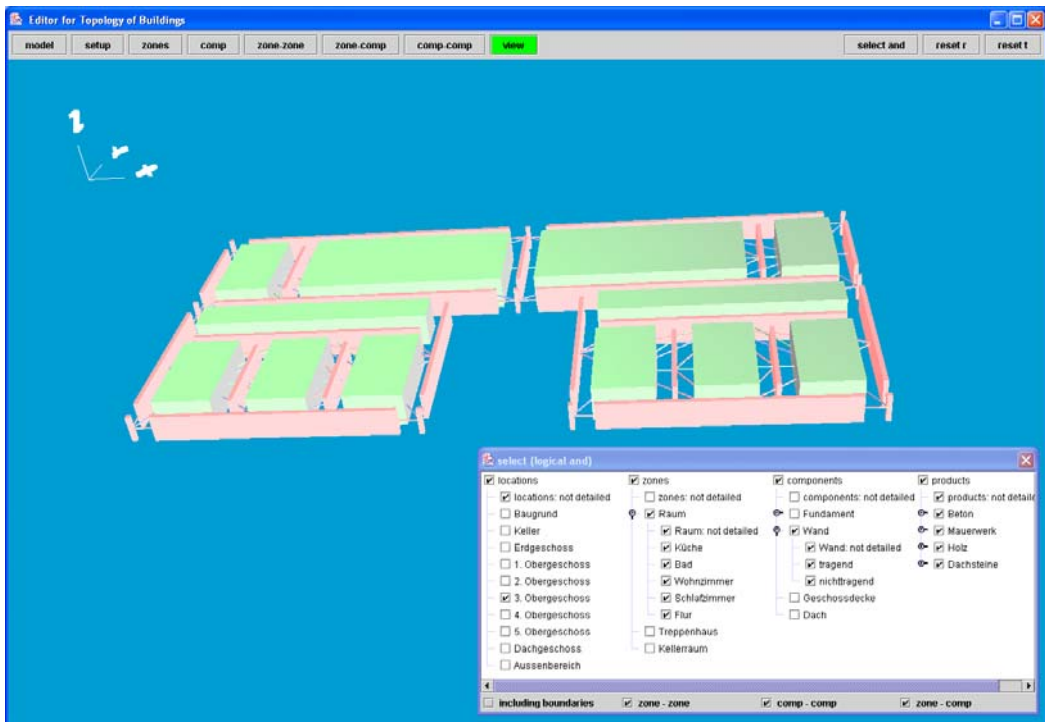 Editor for Topology of Buildings
model setup zones comp zone-zone zone-comp comp-comp view select and reset r reset t
z
Y
x
select (logical and)
locations zones components products
locations: not detailed zones: not detailed components: not detailed products: not detaile
Baugrund Raum Fundament Beton
Keller Raum: not detailed Wand Mauerwerk
Erdgeschoss Küche Wand: not detailed Holz
1. Obergeschoss Bad tragend Dachsteine
2. Obergeschoss Wohnzimmer nichttragend
3. Obergeschoss Schlafzimmer Geschossdecke
4. Obergeschoss Flur Dach
5. Obergeschoss Treppenhaus
Dachgeschoss Kellerraum
Aussenbereich
including boundaries zone - zone comp - comp zone - comp